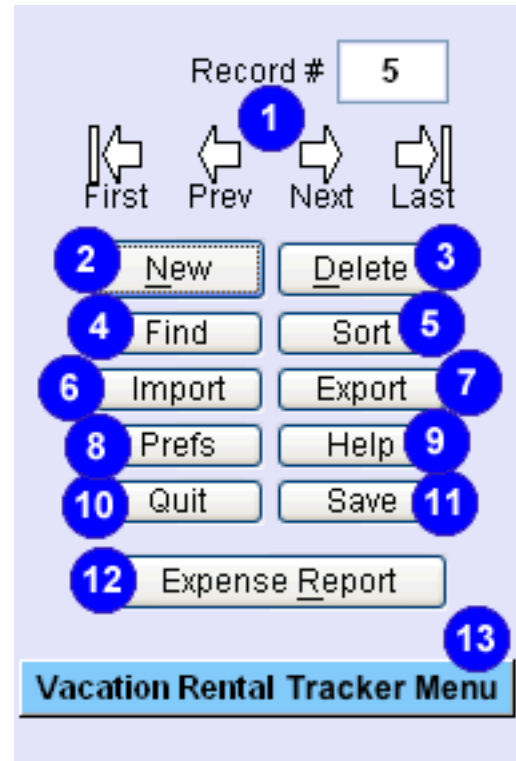 Record # 5
1
First Prev Next Last
2 New Delete 3
4 Find Sort 5
6 Import Export 7
8 Prefs Help 9
10 Quit Save 11
12 Expense Report
13
Vacation Rental Tracker Menu